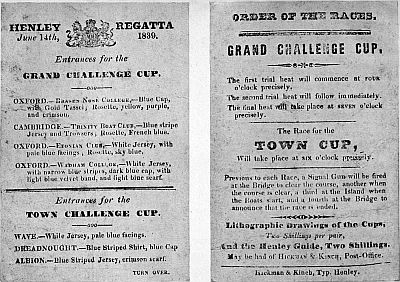 HENLEY REGATTA
June 14th, 1839.
Entrances for the
GRAND CHALLENGE CUP.
OXFORD.—BRASEN NOSE COLLEGE,—Blue Cap,
with Gold Tassel, Rosette, yellow, purple,
and crimson.
CAMBRIDGE.—TRINITY BOAT CLUB,—Blue stripe
Jersey and Trowsers; Rosette, French blue.
OXFORD.—ETONIAN CLUB,—White Jersey, with
pale blue facings; Rosette, sky blue.
OXFORD.—WADHAM COLLEGE,—White Jersey,
with narrow blue stripes, dark blue cap, with
light blue velvet band, and light blue scarf.
Entrances for the
TOWN CHALLENGE CUP.
WAVE.—White Jersey, pale blue facings.
DREADNOUGHT.—Blue Striped Shirt, blue Cap
ALBION.—Blue Striped Jersey, crimson scarf.
TURN OVER.
ORDER OF THE RACES.
GRAND CHALLENGE CUP,
The first trial heat will commence at FOUR
o'clock precisely.
The second trial heat will follow immediately.
The final heat will take place at SEVEN o'clock
precisely.
The Race for the
TOWN CUP,
Will take place at SIX o'clock precisely.
Previous to each Race, a Signal Gun will be fired
at the Bridge to clear the course, another when
the course is clear, a third at the Island when
the Boats start, and a fourth at the Bridge to
announce that the race is ended.
Lithographic Drawings of the Cups,
Two Shillings per pair,
And the Henley Guide, Two Shillings.
May be had of HICKMAN & KINCH, Post-Office.
Hickman & Kinch, Typ. Henley.